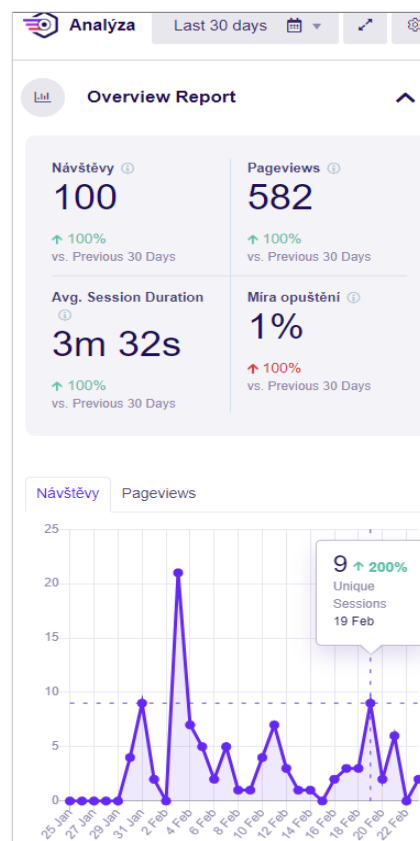 Analýza
Last 30 days
Overview Report
Návštěvy
100
100%
vs. Previous 30 Days
Pageviews
582
100%
vs. Previous 30 Days
Avg. Session Duration
3m 32s
100%
vs. Previous 30 Days
Míra opuštění
1%
100%
vs. Previous 30 Days
Návštěvy
Pageviews
25
20
15
10
5
0
9 200%
Unique
Sessions
19 Feb
25 Jan
27 Jan
29 Jan
31 Jan
2 Feb
4 Feb
6 Feb
8 Feb
10 Feb
12 Feb
14 Feb
16 Feb
18 Feb
20 Feb
22 Feb